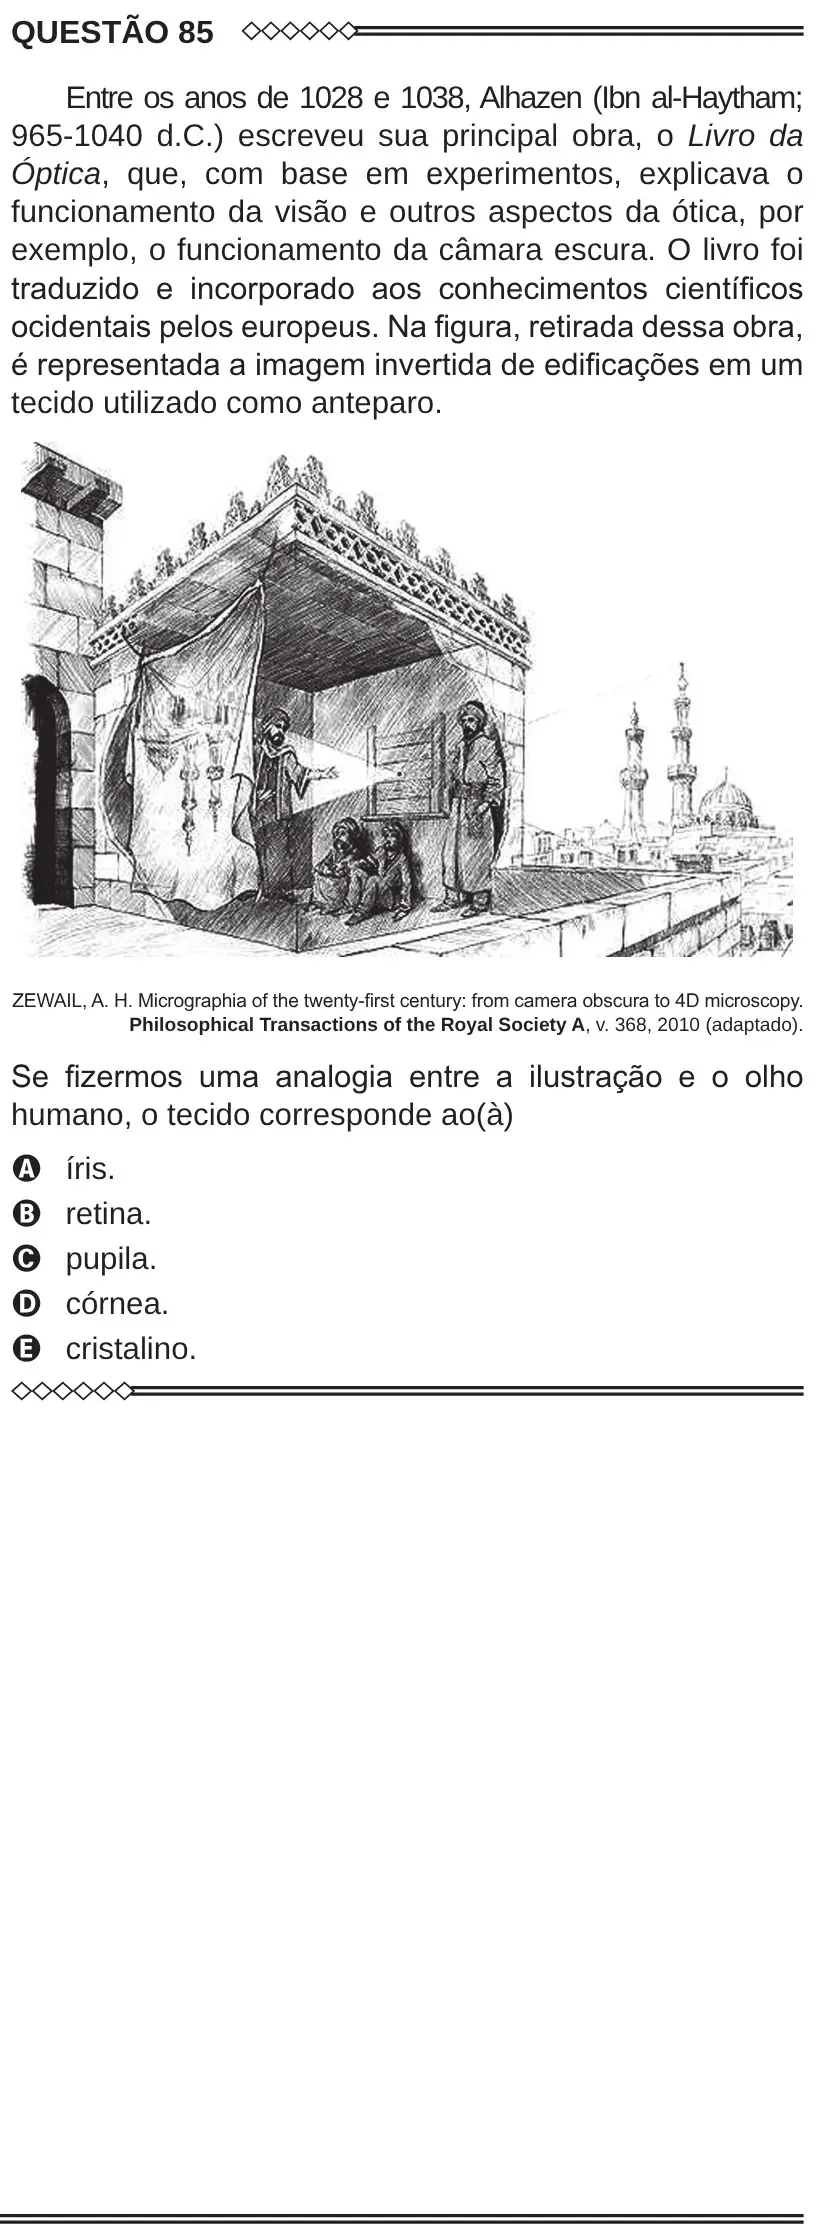 QUESTÃO 85
Entre os anos de 1028 e 1038, Alhazen (Ibn al-Haytham;
965-1040 d.C.) escreveu sua principal obra, o Livro da
Óptica, que, com base em experimentos, explicava o
funcionamento da visão e outros aspectos da ótica, por
exemplo, o funcionamento da câmara escura. O livro foi
traduzido e incorporado aos conhecimentos científicos
ocidentais pelos europeus. Na figura, retirada dessa obra,
é representada a imagem invertida de edificações em um
tecido utilizado como anteparo.
ZEWAIL, A. H. Micrographia of the twenty-first century: from camera obscura to 4D microscopy.
Philosophical Transactions of the Royal Society A, v. 368, 2010 (adaptado).
Se fizermos uma analogia entre a ilustração e o olho
humano, o tecido corresponde ao(à)
A íris.
B retina.
C pupila.
D córnea.
E cristalino.